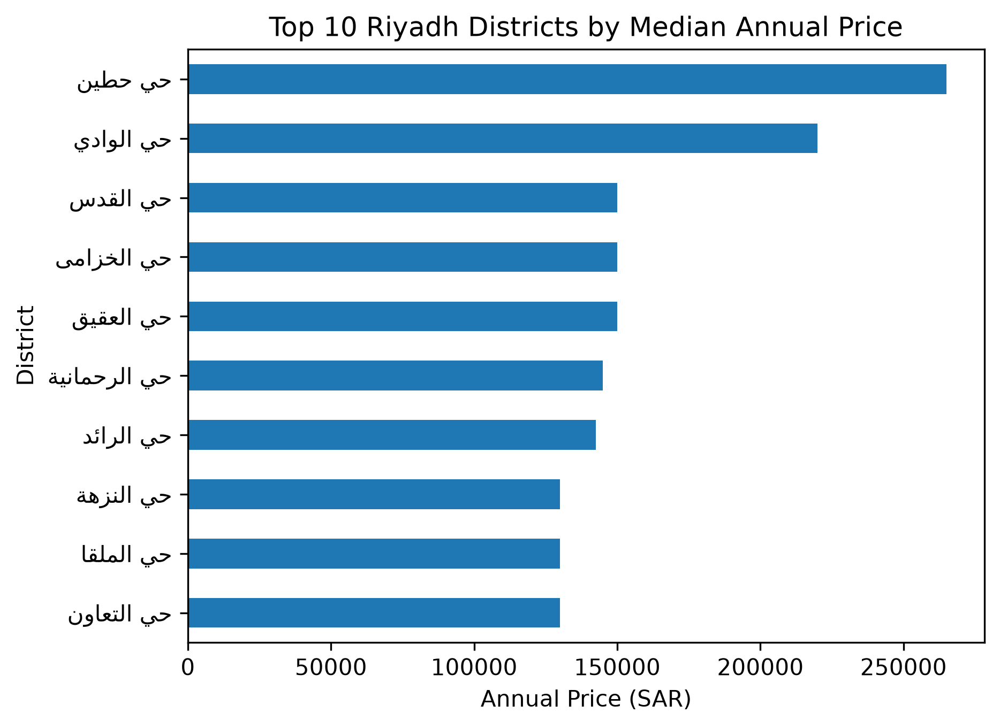 Top 10 Riyadh Districts by Median Annual Price
حي حطين
حي الوادي
حي القدس
حي الخزامى
حي العقيق
حي الرحمانية
حي الرائد
حي النزهة
حي الملقا
حي التعاون
District
0 50000 100000 150000 200000 250000
Annual Price (SAR)